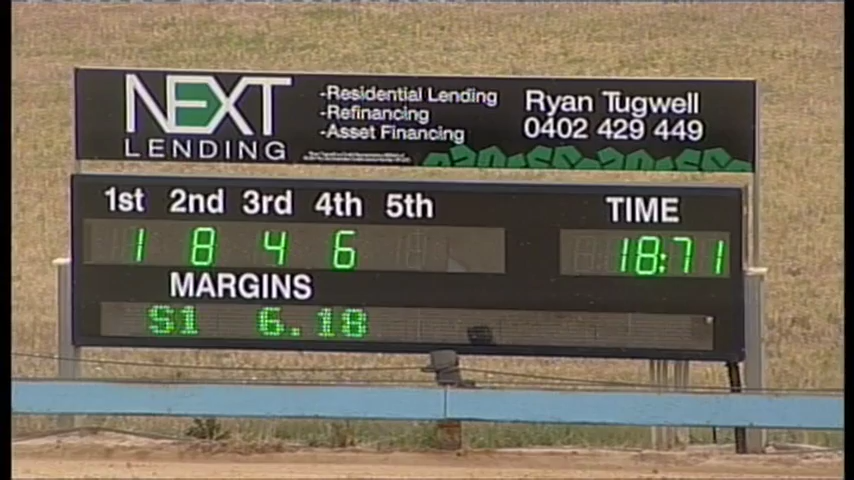 NEXT
LENDING
-Residential Lending
-Refinancing
-Asset Financing
Ryan Tugwell
0402 429 449
1st 2nd 3rd 4th 5th TIME
1 8 4 6 18:71
MARGINS
S1 6.18